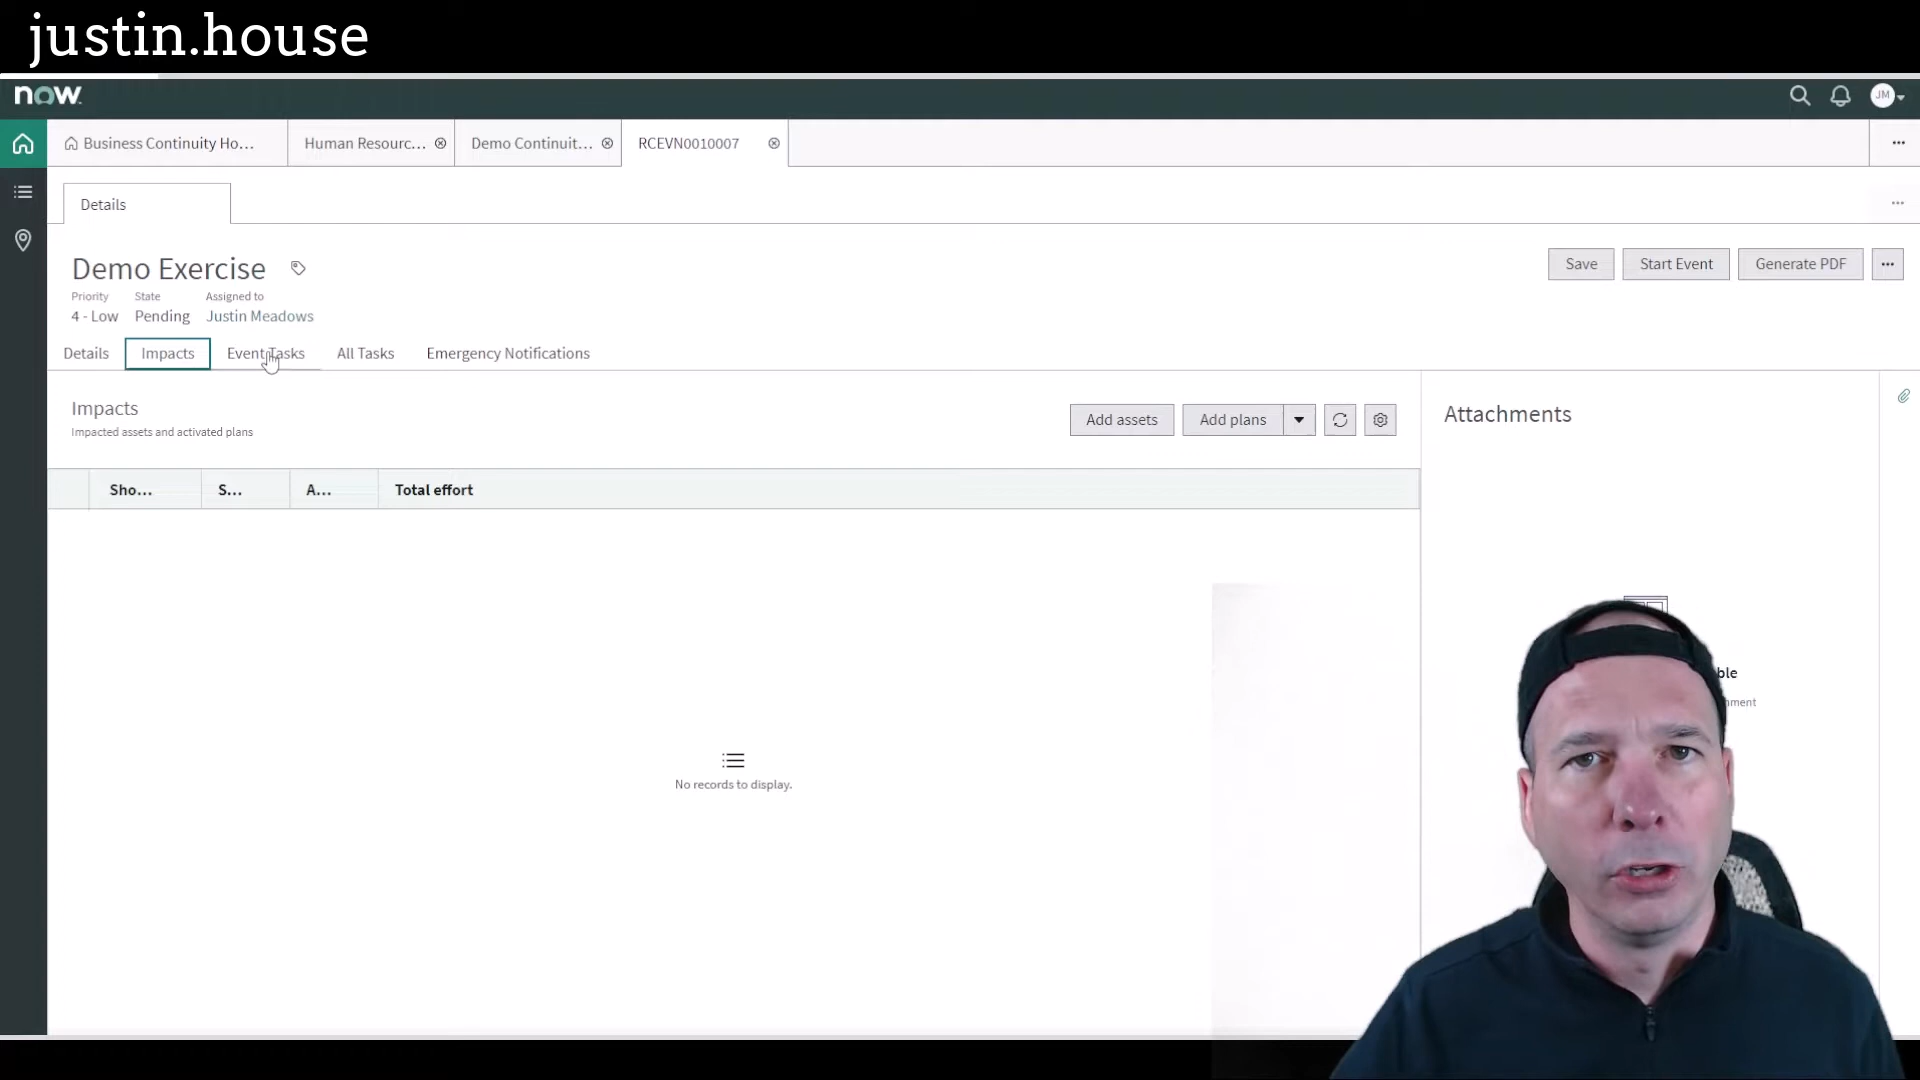 justin.house
now.
JM
Business Continuity Ho...
Human Resourc...
Demo Continuit...
RCEVN0010007
Details
Demo Exercise
Save
Start Event
Generate PDF
Priority
State
Assigned to
4 - Low
Pending
Justin Meadows
Details
Impacts
Event Tasks
All Tasks
Emergency Notifications
Impacts
Impacted assets and activated plans
Add assets
Add plans
Attachments
Sho...
S...
A...
Total effort
No records to display.